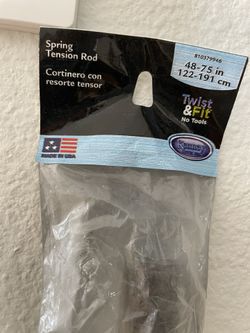 Spring
Tension Rod
Cortinero con
resorte tensor
810379946
48-75 in
122-191 cm
Twist
&Fit
No Tools
MADE IN USA
Kenney